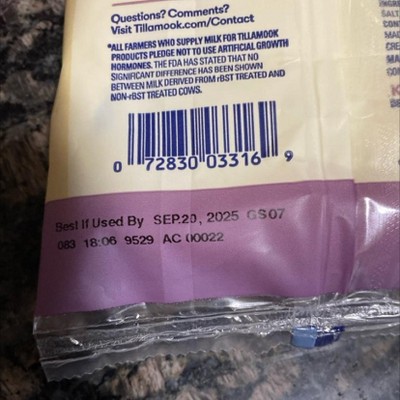 Questions? Comments?
Visit Tillamook.com/Contact
*ALL FARMERS WHO SUPPLY MILK FOR TILLAMOOK
PRODUCTS PLEDGE NOT TO USE ARTIFICIAL GROWTH
HORMONES. THE FDA HAS STATED THAT NO
SIGNIFICANT DIFFERENCE HAS BEEN SHOWN
BETWEEN MILK DERIVED FROM rBST TREATED AND
NON-rBST TREATED COWS.
0 72830 03316 9
Best If Used By SEP.20, 2025 GS07
083 18:06 9529 AC 00022